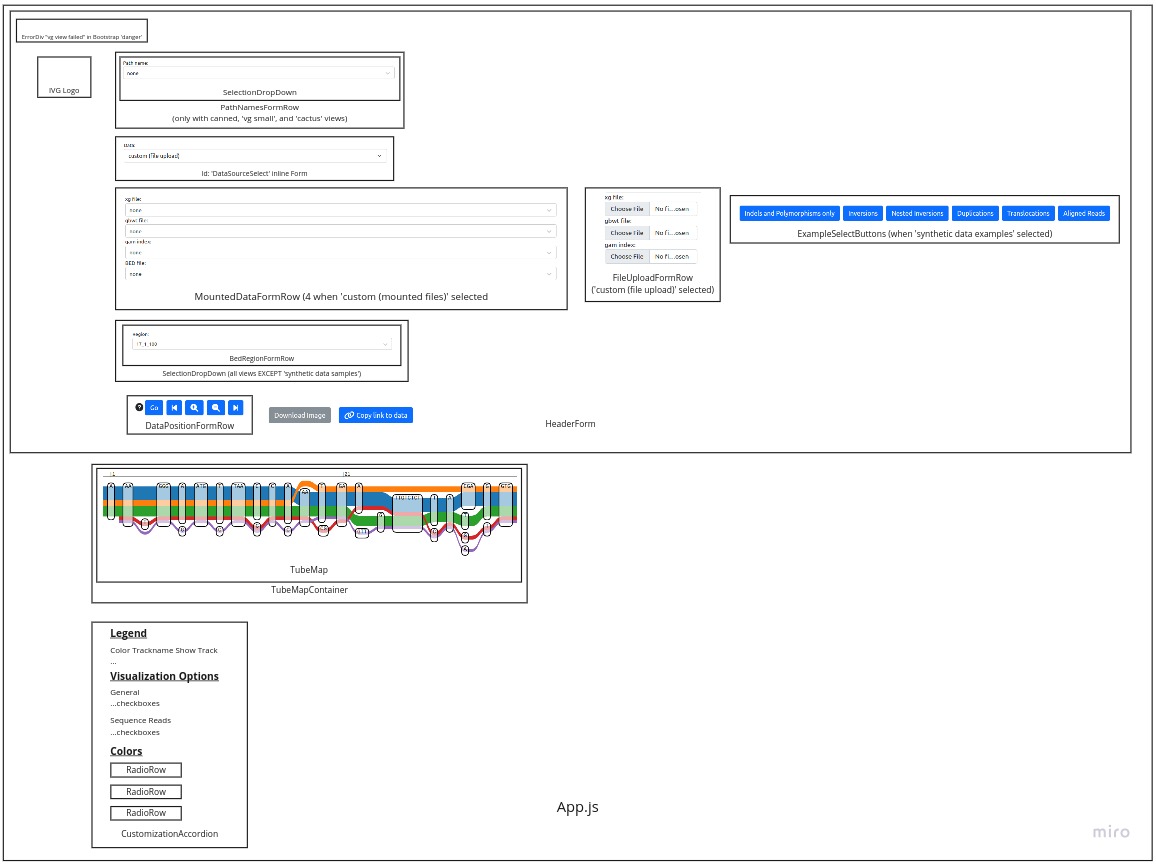 ErrorDiv "vg view failed" in Bootstrap 'danger'
IVG Logo
Path name:
none
SelectionDropDown
PathNamesFormRow
(only with canned, 'vg small', and 'cactus' views)
Data:
custom (file upload)
Id: 'DataSourceSelect' Inline Form
xg file:
none
gbwt file:
none
gam index:
none
BED file:
none
MountedDataFormRow (4 when 'custom (mounted files)' selected
xg file:
Choose File No fi...osen
gbwt file:
Choose File No fi...osen
gam index:
Choose File No fi...osen
FileUploadFormRow
('custom (file upload)' selected)
Indels and Polymorphisms only Inversions Nested Inversions Duplications Translocations Aligned Reads
ExampleSelectButtons (when 'synthetic data examples' selected)
Region:
17_1_100
BedRegionFormRow
SelectionDropDown (all views EXCEPT 'synthetic data samples')
? Go
DataPositionFormRow
Download Image
Copy link to data
HeaderForm
TubeMap
TubeMapContainer
Legend
Color Trackname Show Track
...
Visualization Options
General
...checkboxes
Sequence Reads
...checkboxes
Colors
RadioRow
RadioRow
RadioRow
CustomizationAccordion
App.js
miro